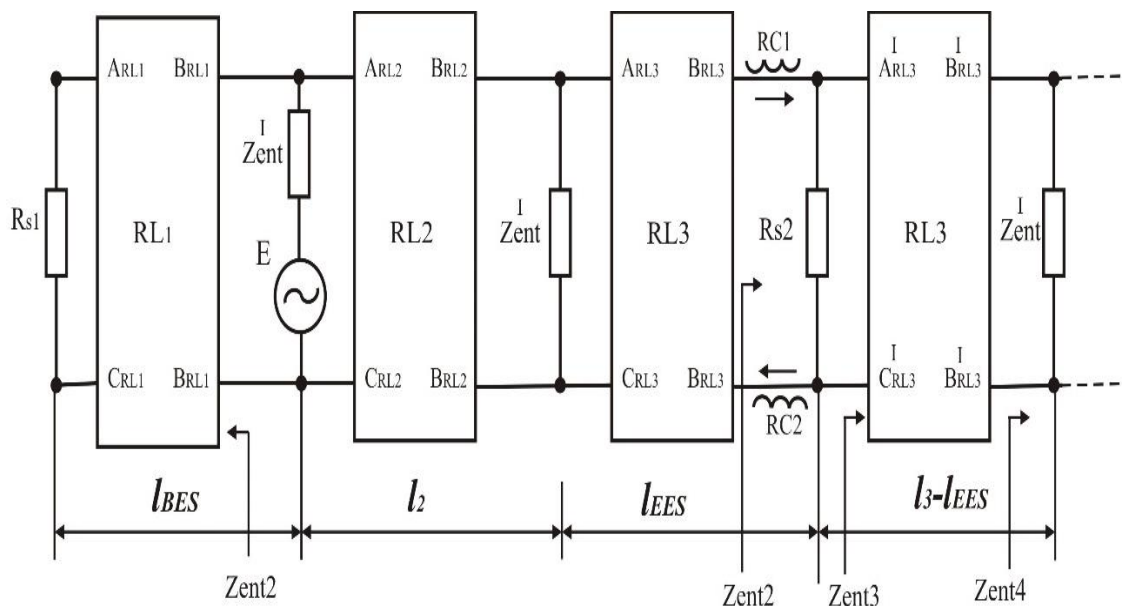 RC1
ARL1 BRL1
ARL2 BRL2
ARL3 BRL3
I I
ARL3 BRL3
I
Zent
Rs1
RL1
E
RL2
I
Zent
RL3
Rs2
RL3
I
Zent
CRL1 BRL1
CRL2 BRL2
CRL3 BRL3
I I
CRL3 BRL3
RC2
lBES
l2
lEES
l3-lEES
Zent2
Zent2
Zent3
Zent4